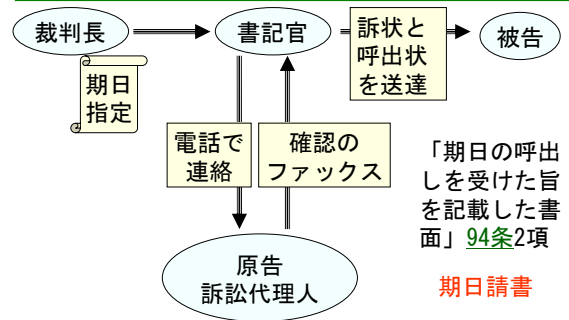 裁判長
書記官
訴状と
呼出状
を送達
被告
期日
指定
電話で
連絡
確認の
ファックス
「期日の呼出
しを受けた旨
を記載した書
面」94条2項
原告
訴訟代理人
期日請書